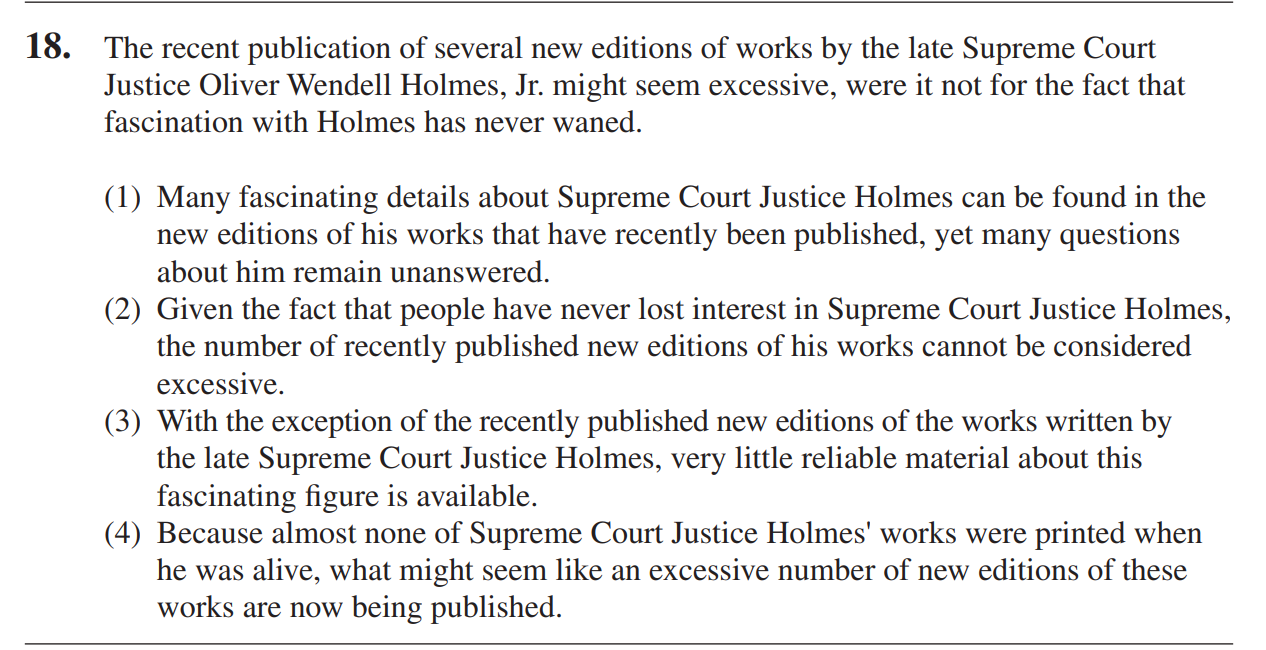 18. The recent publication of several new editions of works by the late Supreme Court
Justice Oliver Wendell Holmes, Jr. might seem excessive, were it not for the fact that
fascination with Holmes has never waned.
(1) Many fascinating details about Supreme Court Justice Holmes can be found in the
new editions of his works that have recently been published, yet many questions
about him remain unanswered.
(2) Given the fact that people have never lost interest in Supreme Court Justice Holmes,
the number of recently published new editions of his works cannot be considered
excessive.
(3) With the exception of the recently published new editions of the works written by
the late Supreme Court Justice Holmes, very little reliable material about this
fascinating figure is available.
(4) Because almost none of Supreme Court Justice Holmes' works were printed when
he was alive, what might seem like an excessive number of new editions of these
works are now being published.